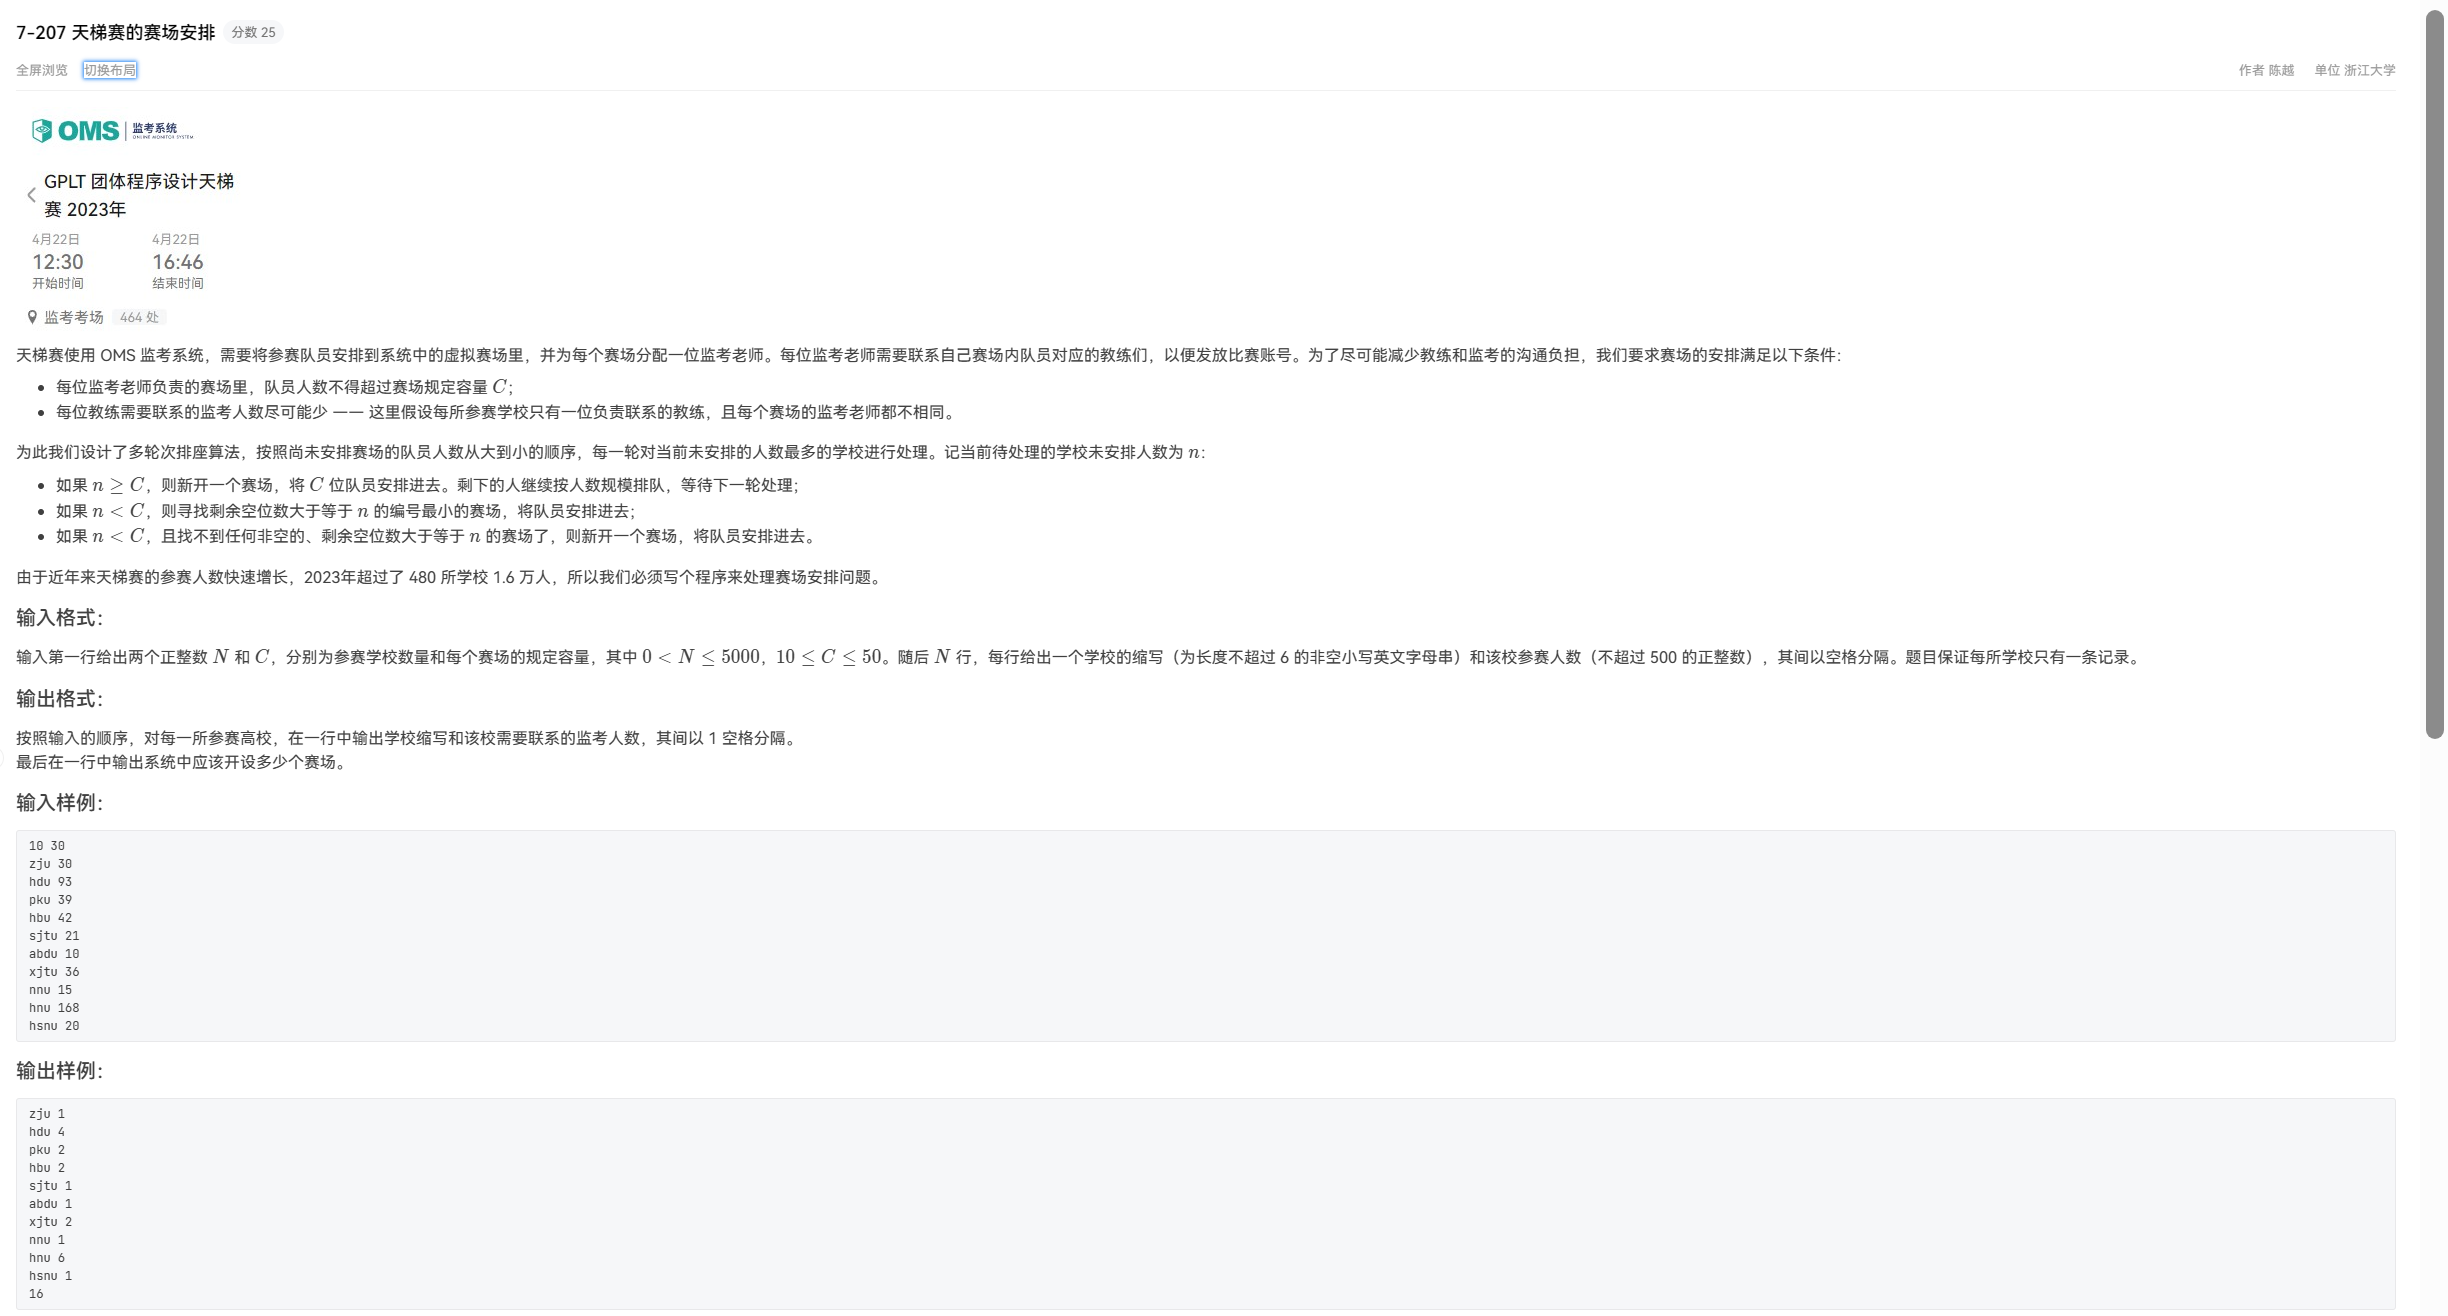 7-207 天梯赛的赛场安排 分数 25
全屏浏览 切换布局 作者 陈越 单位 浙江大学
OMS 监考系统
ONLINE MONITOR SYSTEM
GPLT 团体程序设计天梯
赛 2023年
4月22日 4月22日
12:30 16:46
开始时间 结束时间
监考考场 464 处
天梯赛使用 OMS 监考系统，需要将参赛队员安排到系统中的虚拟赛场里，并为每个赛场分配一位监考老师。每位监考老师需要联系自己赛场内队员对应的教练们，以便发放比赛账号。为了尽可能减少教练和监考的沟通负担，我们要求赛场的安排满足以下条件：
• 每位监考老师负责的赛场里，队员人数不得超过赛场规定容量 C；
• 每位教练需要联系的监考人数尽可能少 —— 这里假设每所参赛学校只有一位负责联系的教练，且每个赛场的监考老师都不相同。
为此我们设计了多轮次排座算法，按照尚未安排赛场的队员人数从大到小的顺序，每一轮对当前未安排的人数最多的学校进行处理。记当前待处理的学校未安排人数为 n：
• 如果 n ≥ C，则新开一个赛场，将 C 位队员安排进去。剩下的人继续按人数规模排队，等待下一轮处理；
• 如果 n < C，则寻找剩余空位数大于等于 n 的编号最小的赛场，将队员安排进去；
• 如果 n < C，且找不到任何非空的、剩余空位数大于等于 n 的赛场了，则新开一个赛场，将队员安排进去。
由于近年来天梯赛的参赛人数快速增长，2023年超过了 480 所学校 1.6 万人，所以我们必须写个程序来处理赛场安排问题。
输入格式：
输入第一行给出两个正整数 N 和 C，分别为参赛学校数量和每个赛场的规定容量，其中 0 < N ≤ 5000，10 ≤ C ≤ 50。随后 N 行，每行给出一个学校的缩写（为长度不超过 6 的非空小写英文字母串）和该校参赛人数（不超过 500 的正整数），其间以空格分隔。题目保证每所学校只有一条记录。
输出格式：
按照输入的顺序，对每一所参赛高校，在一行中输出学校缩写和该校需要联系的监考人数，其间以 1 空格分隔。
最后在一行中输出系统中应该开设多少个赛场。
输入样例：
10 30
zju 30
hdu 93
pku 39
hbu 42
sjtu 21
abdu 10
xjtu 36
nnu 15
hnu 168
hsnu 20
输出样例：
zju 1
hdu 4
pku 2
hbu 2
sjtu 1
abdu 1
xjtu 2
nnu 1
hnu 6
hsnu 1
16